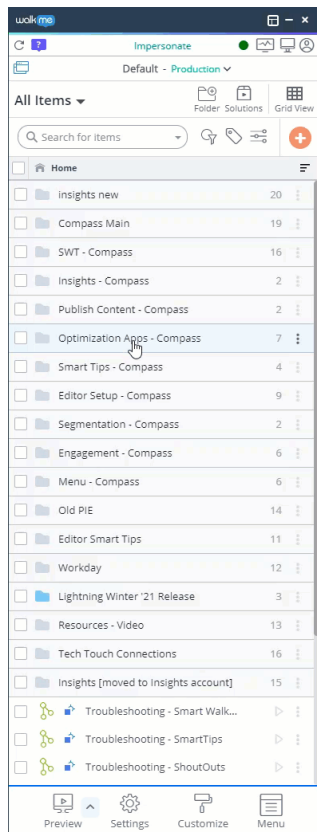 walkme
?
Impersonate
Default - Production
All Items
Folder Solutions Grid View
Search for items
Home
insights new 20
Compass Main 19
SWT - Compass 16
Insights - Compass 2
Publish Content - Compass 2
Optimization Apps - Compass 7
Smart Tips - Compass 4
Editor Setup - Compass 9
Segmentation - Compass 2
Engagement - Compass 6
Menu - Compass 6
Old PIE 14
Editor Smart Tips 11
Workday 12
Lightning Winter '21 Release 3
Resources - Video 13
Tech Touch Connections 16
Insights [moved to Insights account] 15
Troubleshooting - Smart Walk...
Troubleshooting - SmartTips
Troubleshooting - ShoutOuts
Preview Settings Customize Menu